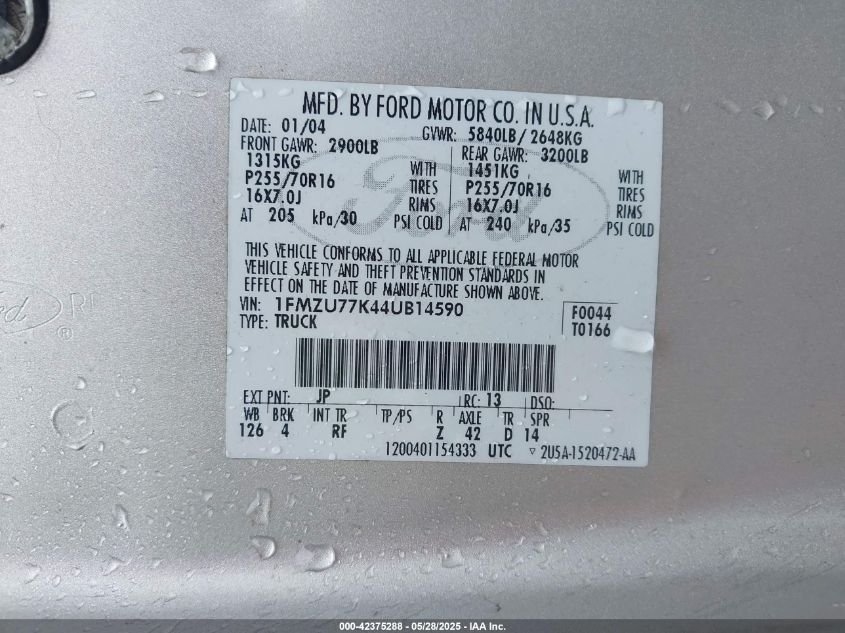 MFD. BY FORD MOTOR CO. IN U.S.A.
DATE: 01/04 GVWR: 5840LB/ 2648KG
FRONT GAWR: 2900LB REAR GAWR: 3200LB
1315KG WITH 1451KG WITH
P255/70R16 TIRES P255/70R16 TIRES
16X7.0J RIMS 16X7.0J RIMS
AT 205 kPa/30 PSI COLD AT 240 kPa/35 PSI COLD
Ford
THIS VEHICLE CONFORMS TO ALL APPLICABLE FEDERAL MOTOR
VEHICLE SAFETY AND THEFT PREVENTION STANDARDS IN
EFFECT ON THE DATE OF MANUFACTURE SHOWN ABOVE.
VIN: 1FMZU77K44UB14590 F0044
TYPE: TRUCK T0166
EXT PNT: JP RC: 13 DSO:
WB BRK INT TR TP/PS R AXLE TR SPR
126 4 RF Z 42 D 14
1200401154333 UTC ▽ 2U5A-1520472-AA
Ford R ®
000-42375288 - 05/28/2025 - IAA Inc.